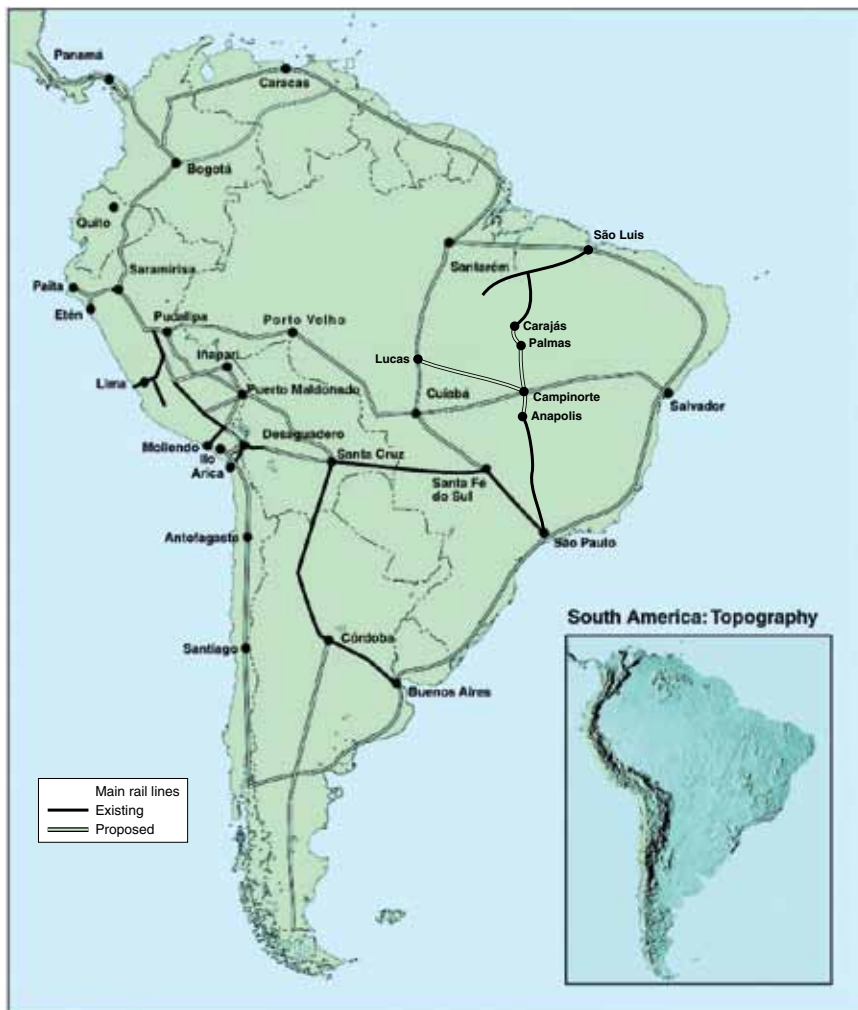 Panamá
Caracas
Bogotá
Quito
São Luis
Santarém
Saramirisa
Paita
Etén
Pucallpa
Porto Velho
Carajás
Palmas
Iñapari
Lucas
Lima
Puerto Maldonado
Cuiabá
Campinorte
Salvador
Anapolis
Desaguadero
Mollendo
Ilo
Arica
Santa Cruz
Santa Fé
do Sul
Antofagasta
São Paulo
South America: Topography
Córdoba
Santiago
Buenos Aires
Main rail lines
Existing
Proposed